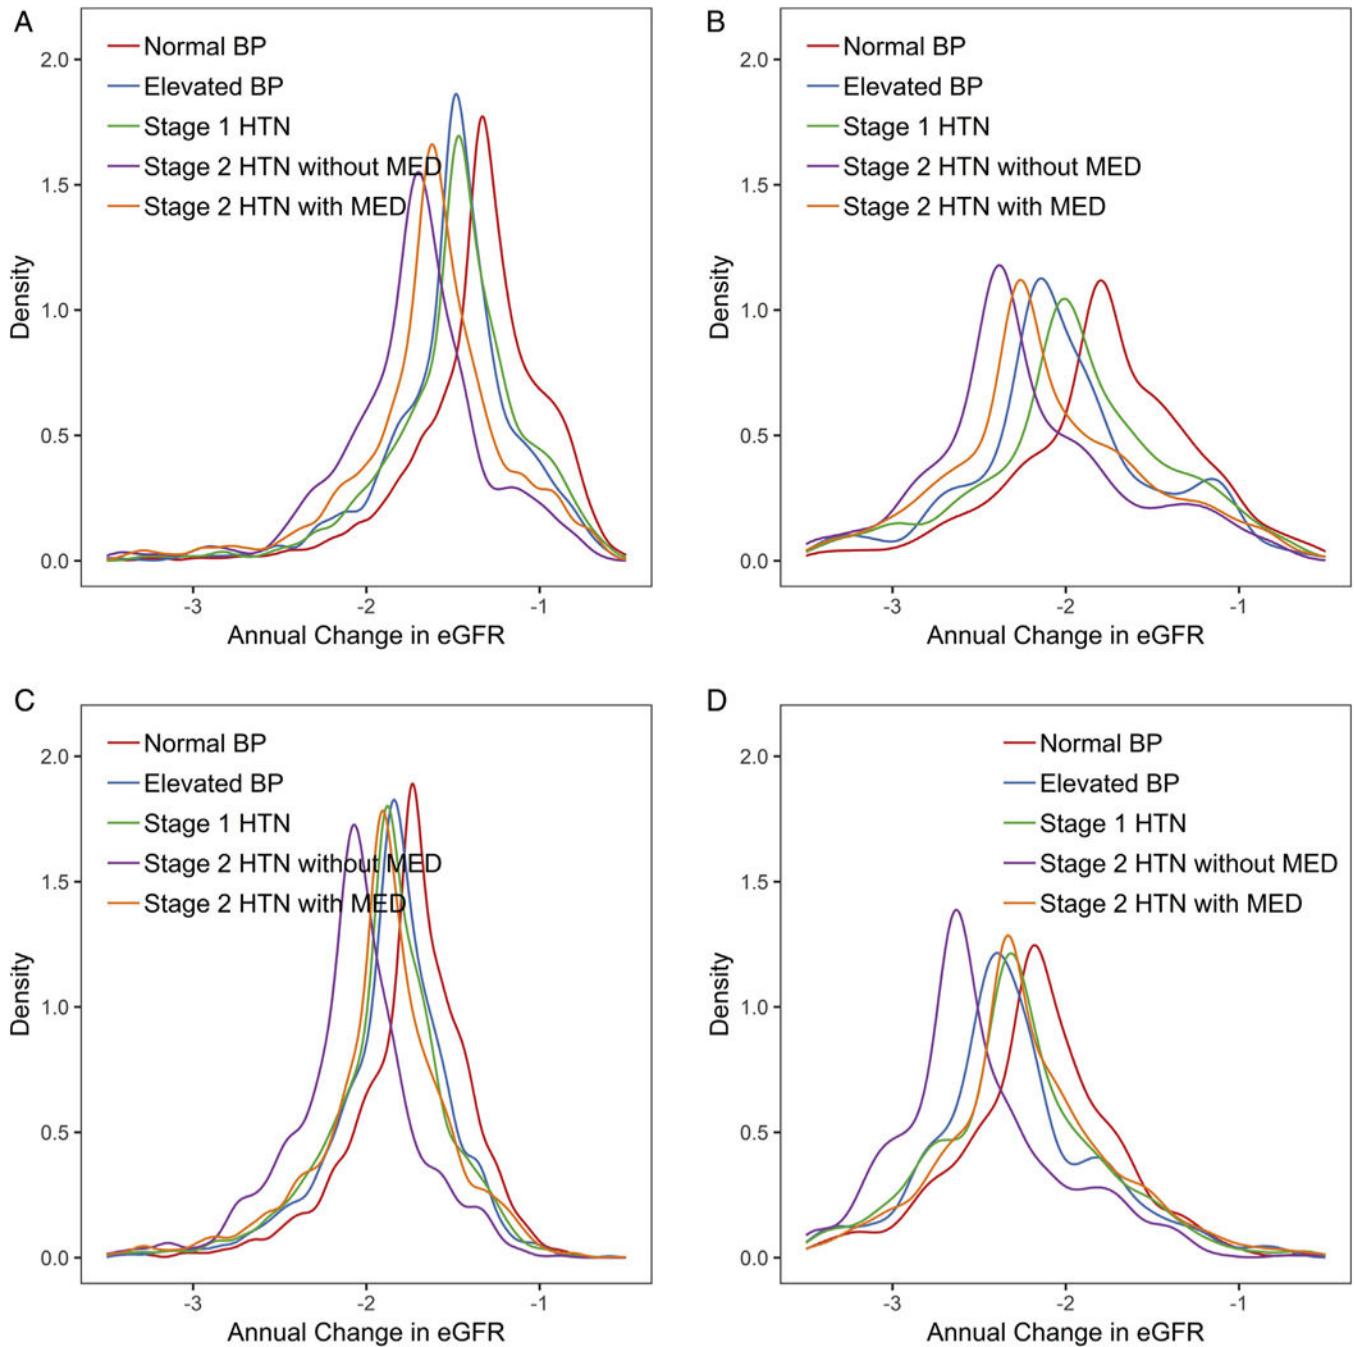 A
Normal BP
Elevated BP
Stage 1 HTN
Stage 2 HTN without MED
Stage 2 HTN with MED
2.0
1.5
1.0
0.5
0.0
Density
-3
-2
-1
Annual Change in eGFR
B
Normal BP
Elevated BP
Stage 1 HTN
Stage 2 HTN without MED
Stage 2 HTN with MED
2.0
1.5
1.0
0.5
0.0
Density
-3
-2
-1
Annual Change in eGFR
C
Normal BP
Elevated BP
Stage 1 HTN
Stage 2 HTN without MED
Stage 2 HTN with MED
2.0
1.5
1.0
0.5
0.0
Density
-3
-2
-1
Annual Change in eGFR
D
Normal BP
Elevated BP
Stage 1 HTN
Stage 2 HTN without MED
Stage 2 HTN with MED
2.0
1.5
1.0
0.5
0.0
Density
-3
-2
-1
Annual Change in eGFR